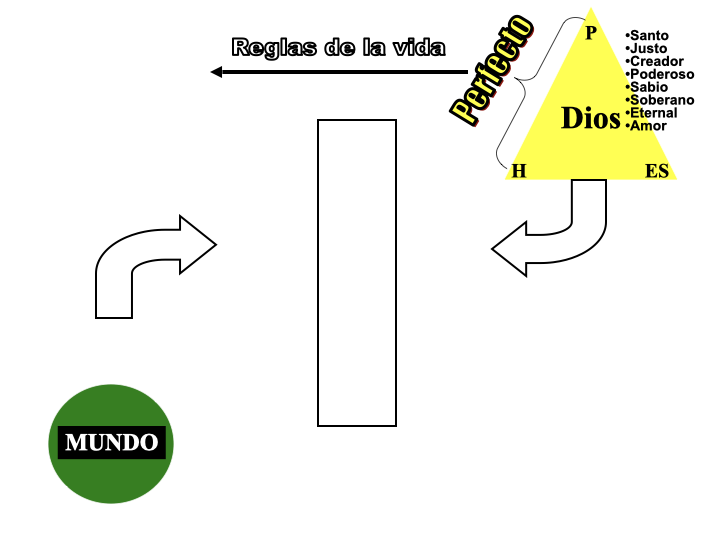 Reglas de la vida
Perfecto
P
Dios
H
ES
•Santo
•Justo
•Creador
•Poderoso
•Sabio
•Soberano
•Eternal
•Amor
MUNDO